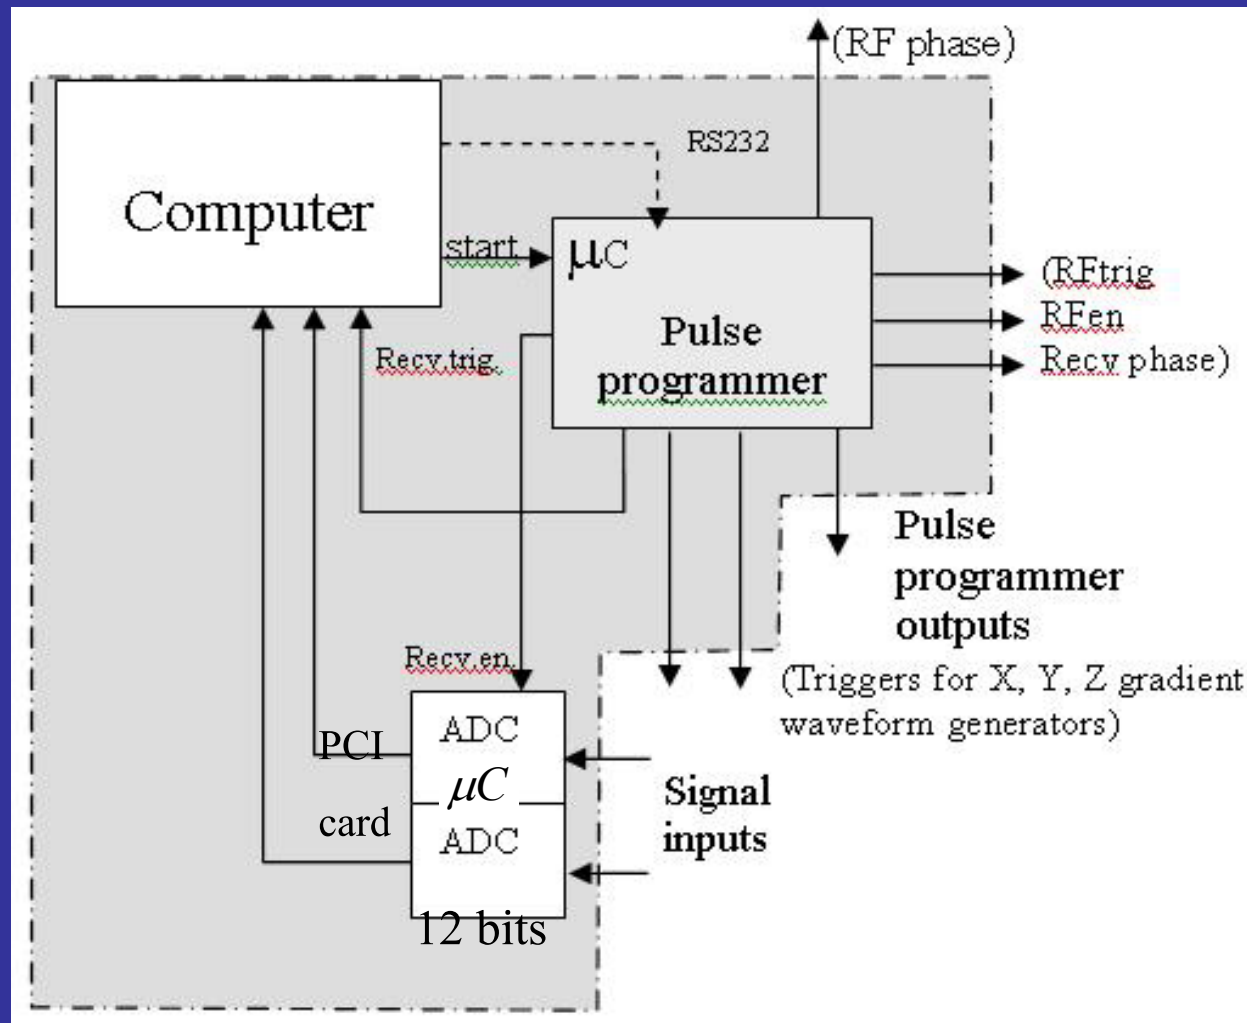 (RF phase)
RS232
Computer
start
μC
(RFtrig
RFen
Recv phase)
Pulse
programmer
Recv.trig.
Pulse
programmer
outputs
(Triggers for X, Y, Z gradient
waveform generators)
Recv.en.
ADC
PCI
μC
card
ADC
12 bits
Signal
inputs